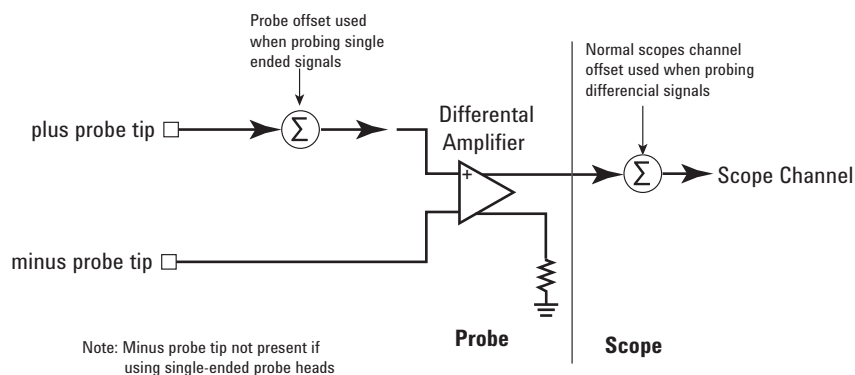 Probe offset used
when probing single
ended signals
Normal scopes channel
offset used when probing
differencial signals
plus probe tip
Σ
Differental
Amplifier
+
Σ
Scope Channel
minus probe tip
Probe
Scope
Note: Minus probe tip not present if
using single-ended probe heads